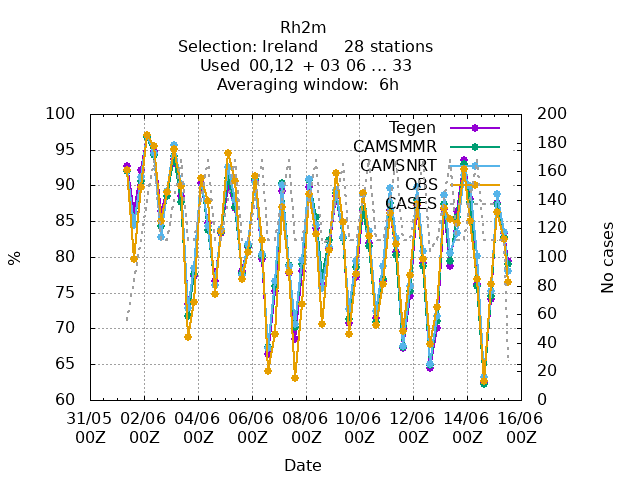 Rh2m
Selection: Ireland 28 stations
Used 00,12 + 03 06 ... 33
Averaging window: 6h
100
95
90
85
80
75
70
65
60
%
200
180
160
140
120
100
80
60
40
20
0
No cases
Tegen
CAMSMMR
CAMSNRT
OBS
CASES
31/05 02/06 04/06 06/06 08/06 10/06 12/06 14/06 16/06
00Z 00Z 00Z 00Z 00Z 00Z 00Z 00Z 00Z
Date